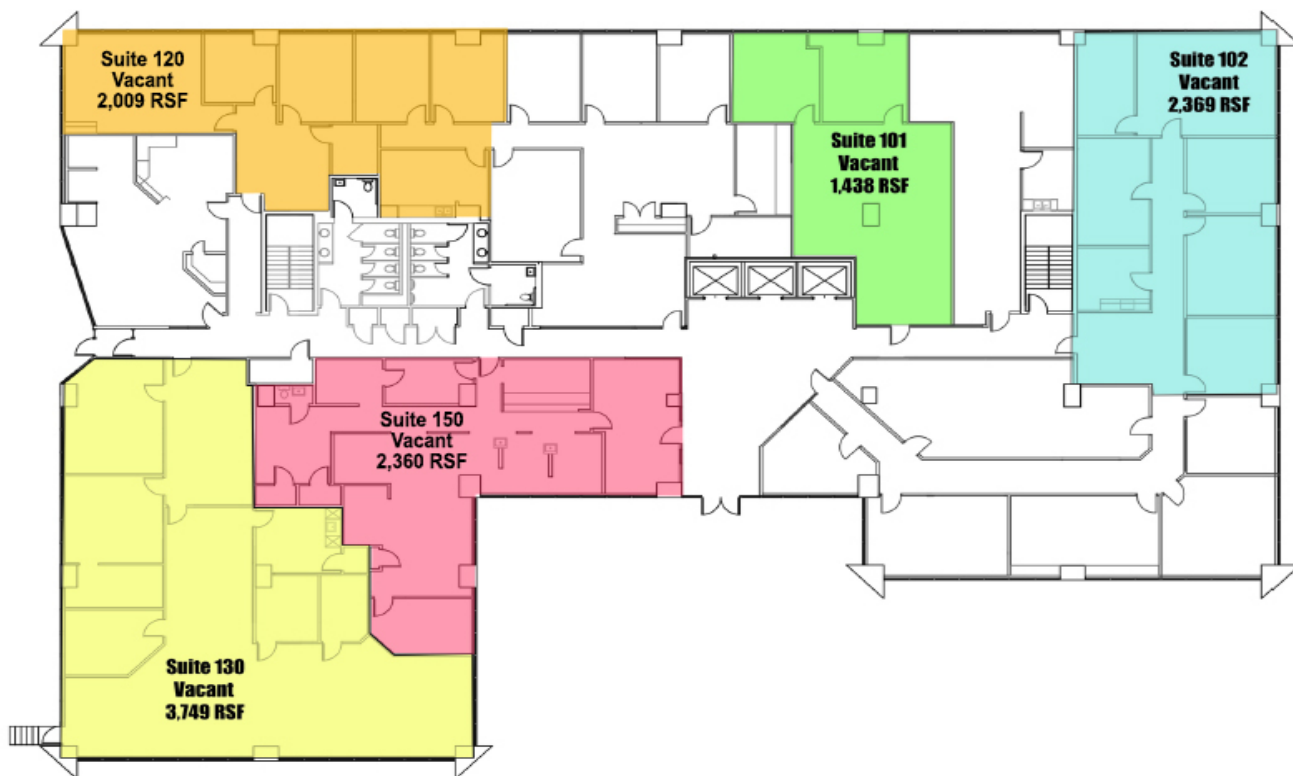 Suite 120
Vacant
2,009 RSF
Suite 101
Vacant
1,438 RSF
Suite 102
Vacant
2,369 RSF
Suite 150
Vacant
2,360 RSF
Suite 130
Vacant
3,749 RSF